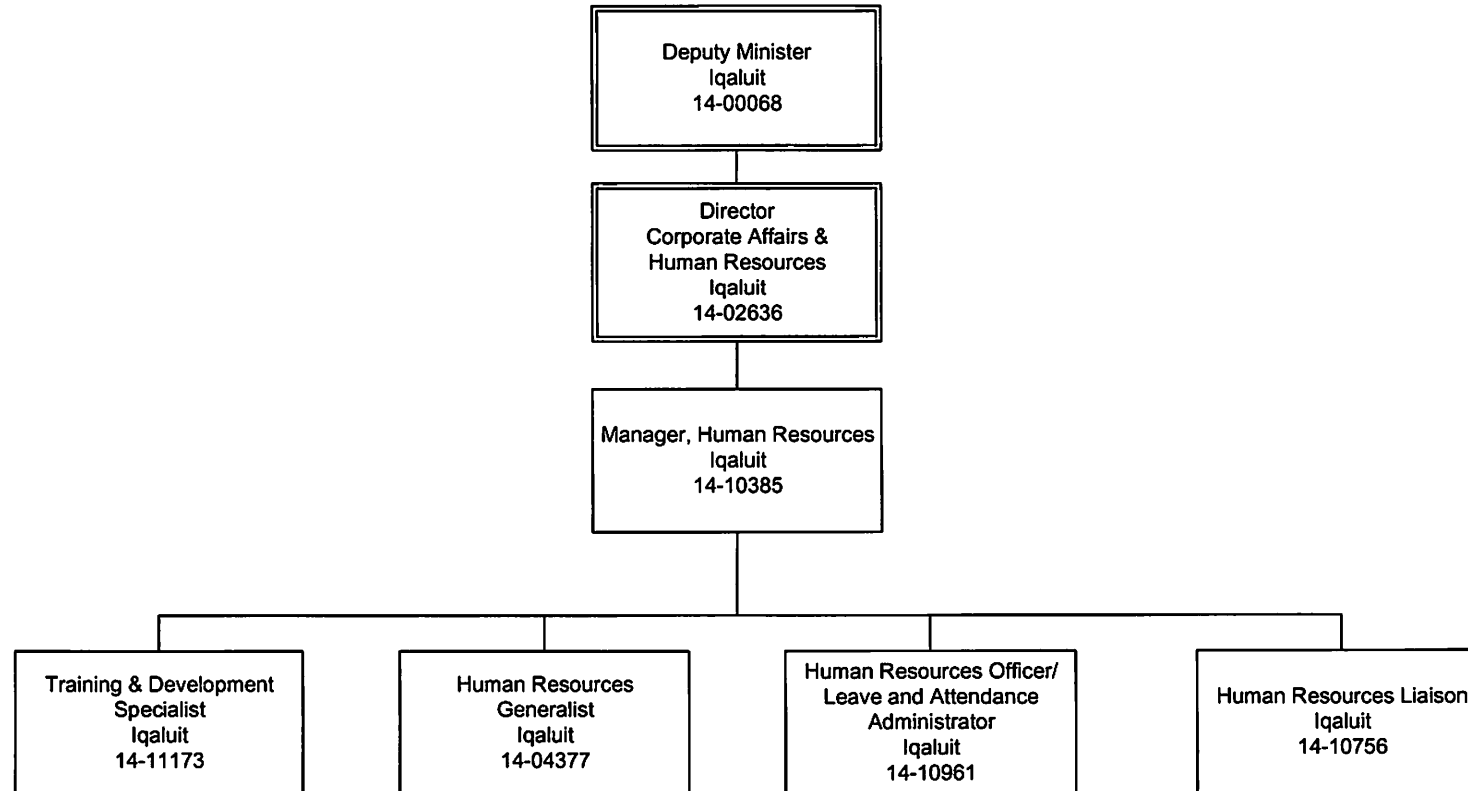 Deputy Minister
Iqaluit
14-00068
Director
Corporate Affairs &
Human Resources
Iqaluit
14-02636
Manager, Human Resources
Iqaluit
14-10385
Training & Development
Specialist
Iqaluit
14-11173
Human Resources
Generalist
Iqaluit
14-04377
Human Resources Officer/
Leave and Attendance
Administrator
Iqaluit
14-10961
Human Resources Liaison
Iqaluit
14-10756